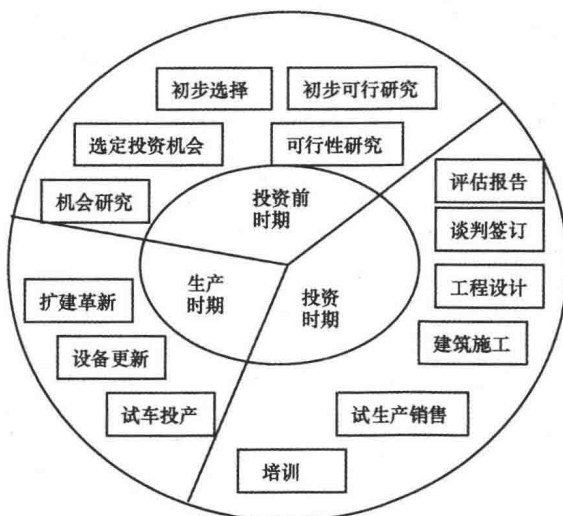 初步选择
初步可行研究
选定投资机会
可行性研究
机会研究
投资前
时期
评估报告
谈判签订
工程设计
建筑施工
试生产销售
培训
投资
时期
生产
时期
扩建革新
设备更新
试车投产